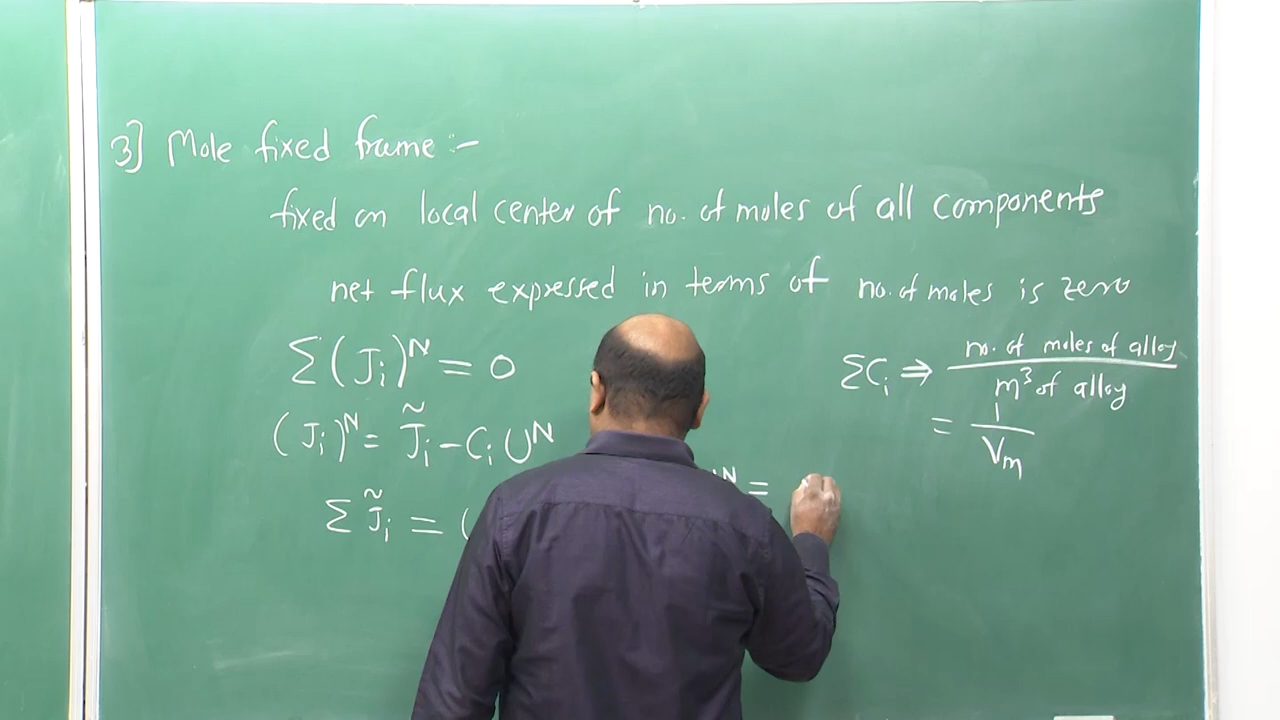 3] Mole fixed frame :-
fixed on local center of no. of moles of all components
net flux expressed in terms of no. of moles is zero
Σ(Ji)^N = 0
ΣCi ⇒ no. of moles of alloy / m³ of alloy
(Ji)^N = J̃i - Ci U^N
= 1 / Vm
N =
Σ J̃i = (